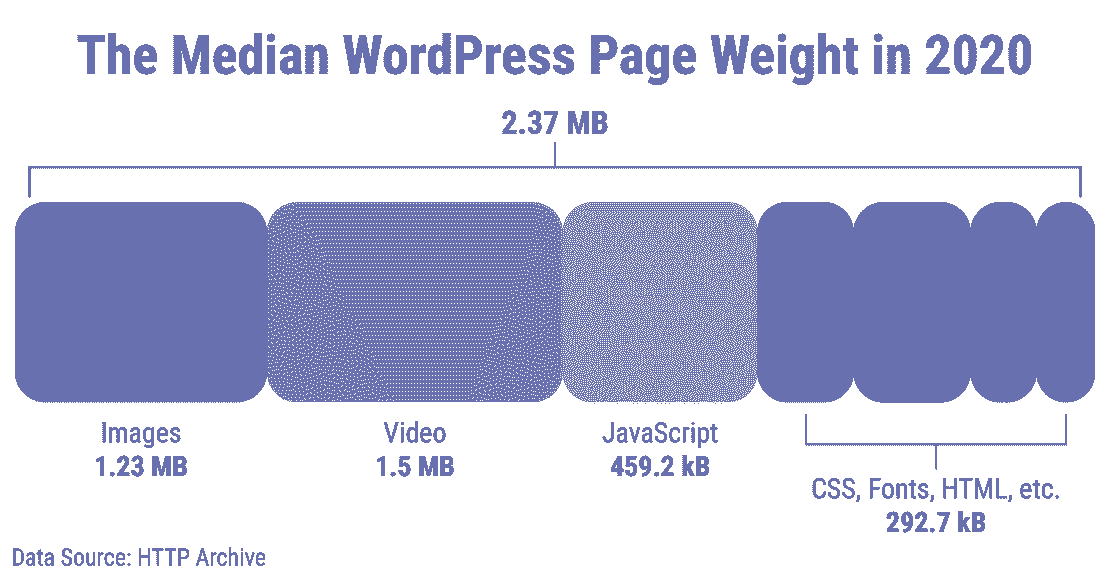 The Median WordPress Page Weight in 2020
2.37 MB
Images
1.23 MB
Video
1.5 MB
JavaScript
459.2 kB
CSS, Fonts, HTML, etc.
292.7 kB
Data Source: HTTP Archive